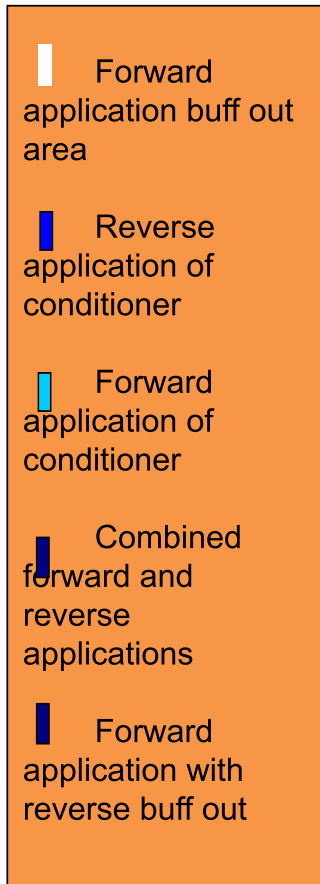 Forward
application buff out
area
Reverse
application of
conditioner
Forward
application of
conditioner
Combined
forward and
reverse
applications
Forward
application with
reverse buff out